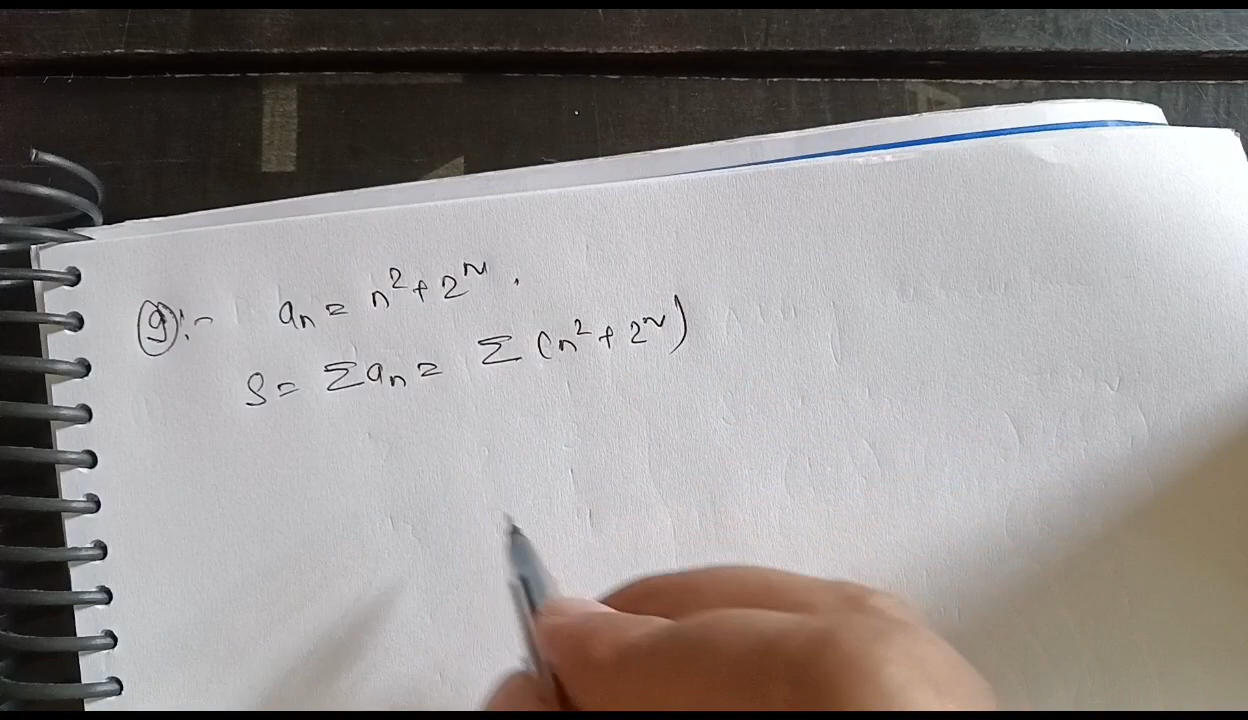 9:- aₙ = n² + 2ⁿ.
S = Σaₙ = Σ (n² + 2ⁿ)